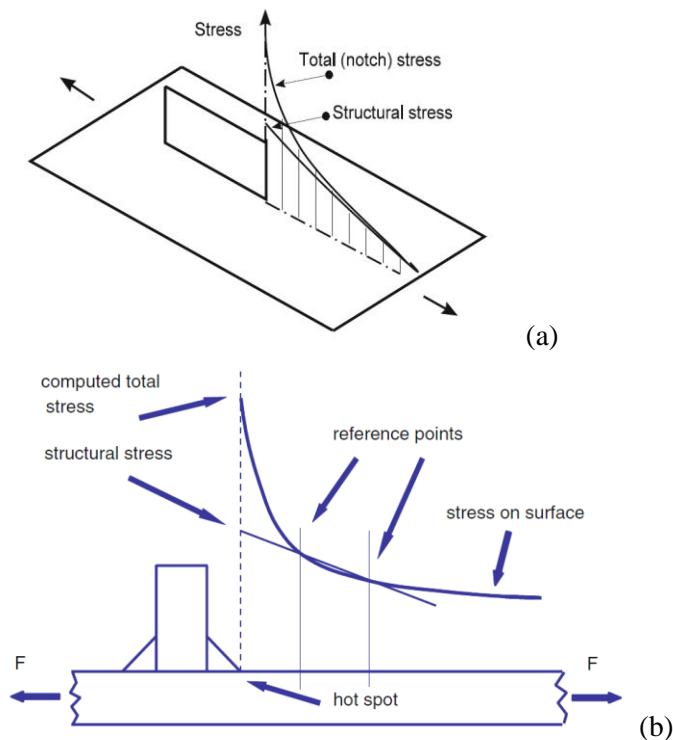 Stress
Total (notch) stress
Structural stress
(a)
computed total
stress
structural stress
reference points
stress on surface
F
F
hot spot
(b)